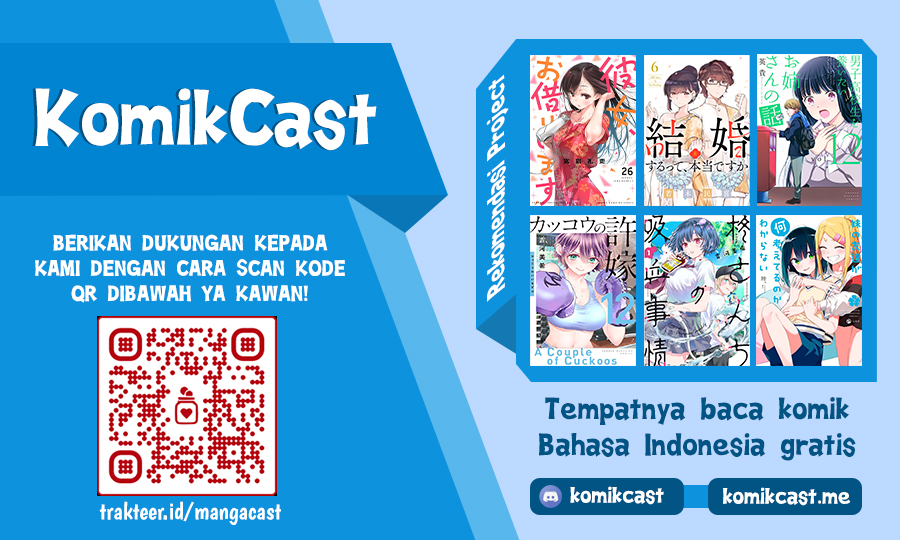 KomikCast
BERIKAN DUKUNGAN KEPADA
KAMI DENGAN CARA SCAN KODE
QR DIBAWAH YA KAWAN!
trakteer.id/mangacast
Rekomendasi Project
彼女、
お借りします
26
6
結婚
するって、本当ですか
男子高校生を
養いたい
お姉さんの話
英貴
12
カッコウの
許嫁
12
A Couple
of Cuckoos
柊さんち
の
吸血事情
1
何考えてるのか
わからない
Tempatnya baca komik
Bahasa Indonesia gratis
komikcast
komikcast.me